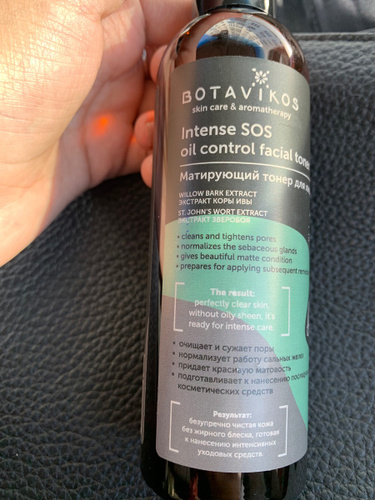 BOTAVIKOS
skin care & aromatherapy
Intense SOS
oil control facial toner
Матирующий тонер для
WILLOW BARK EXTRACT
ЭКСТРАКТ КОРЫ ИВЫ
ST. JOHN'S WORT EXTRACT
ЭКСТРАКТ ЗВЕРОБОЯ
• cleans and tightens pores
• normalizes the sebaceous glands
• gives beautiful matte condition
• prepares for applying subsequent
The result:
perfectly clear skin,
without oily sheen, it's
ready for intense care.
• очищает и сужает поры
• нормализует работу сальных желез
• придает красивую матовость
• подготавливает к нанесению
косметических средств
Результат:
безупречно чистая кожа
без жирного блеска, готовая
к нанесению интенсивных
уходовых средств